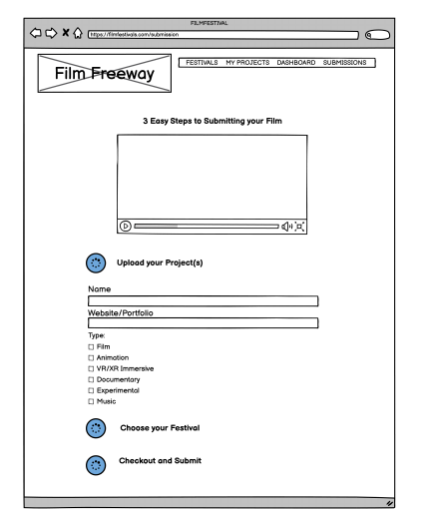 FILMFESTIVAL
https://filmfestivals.com/submission
Film Freeway
FESTIVALS MY PROJECTS DASHBOARD SUBMISSIONS
3 Easy Steps to Submitting your Film
Upload your Project(s)
Name
Website/Portfolio
Type:
Film
Animation
VR/XR Immersive
Documentary
Experimental
Music
Choose your Festival
Checkout and Submit